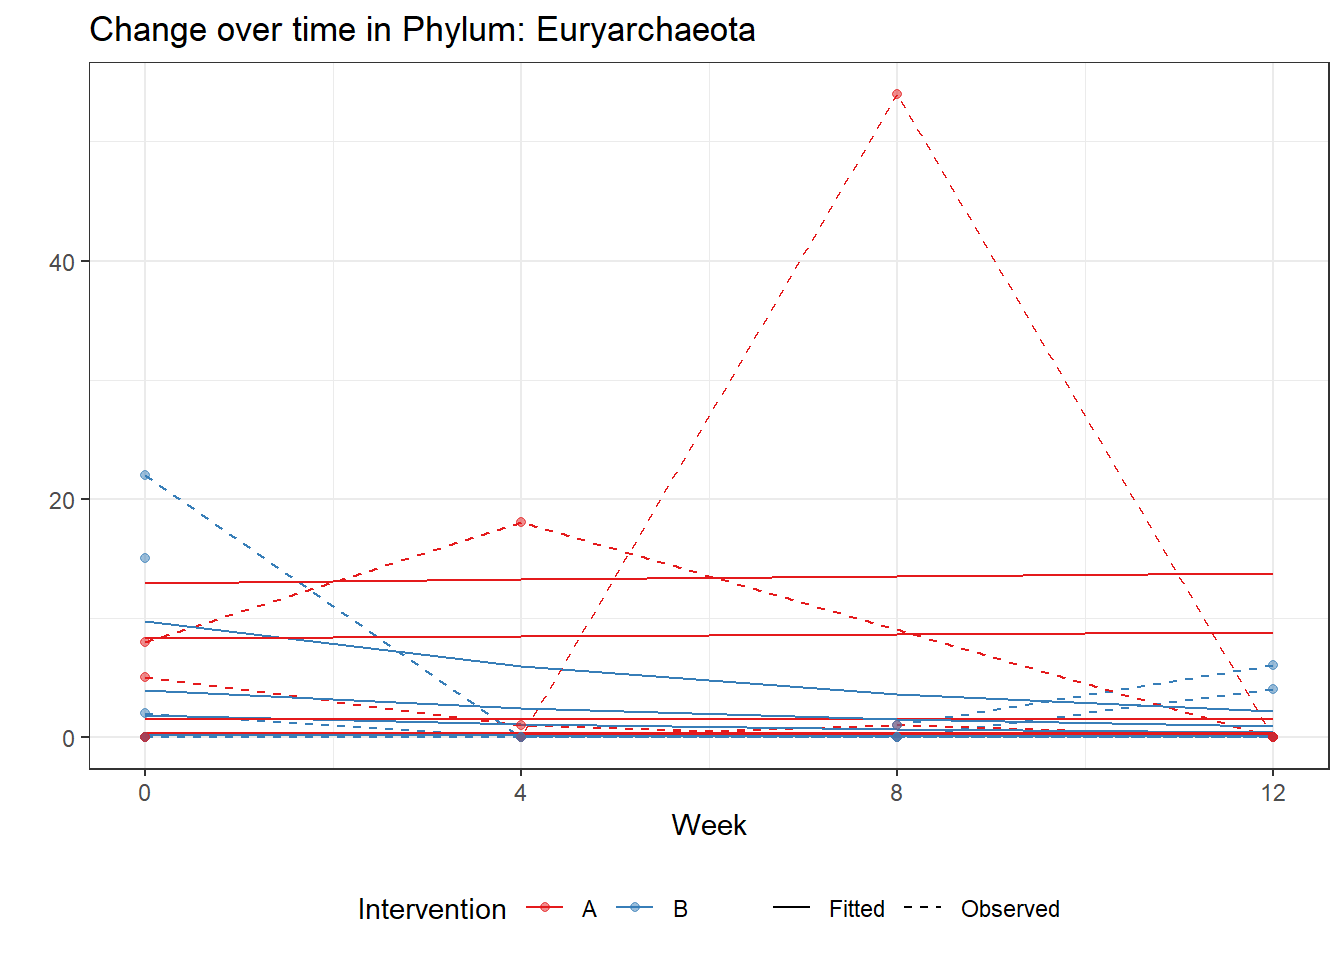 Change over time in Phylum: Euryarchaeota
40
20
0
0 4 8 12
Week
Intervention A B Fitted Observed